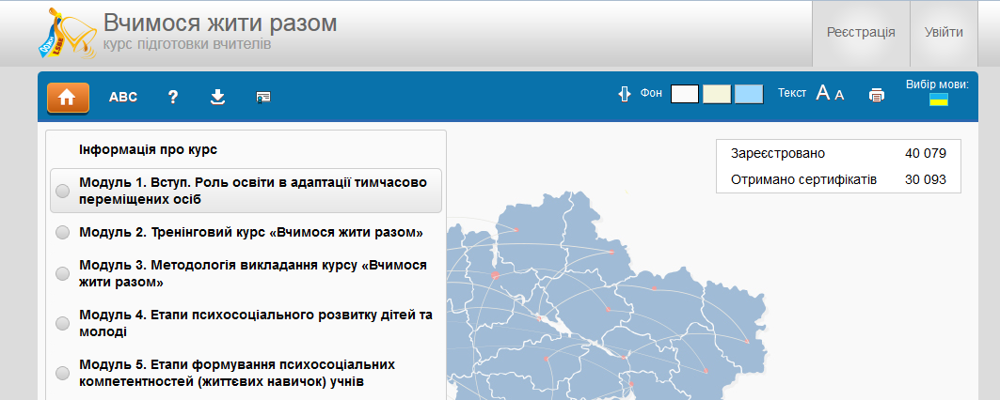 Вчимося жити разом
курс підготовки вчителів
Реєстрація
Увійти
ABC
?
Фон
Текст
A A
Вибір мови:
Інформація про курс
Модуль 1. Вступ. Роль освіти в адаптації тимчасово
переміщених осіб
Модуль 2. Тренінговий курс «Вчимося жити разом»
Модуль 3. Методологія викладання курсу «Вчимося
жити разом»
Модуль 4. Етапи психосоціального розвитку дітей та
молоді
Модуль 5. Етапи формування психосоціальних
компетентностей (життєвих навичок) учнів
Зареєстровано 40 079
Отримано сертифікатів 30 093